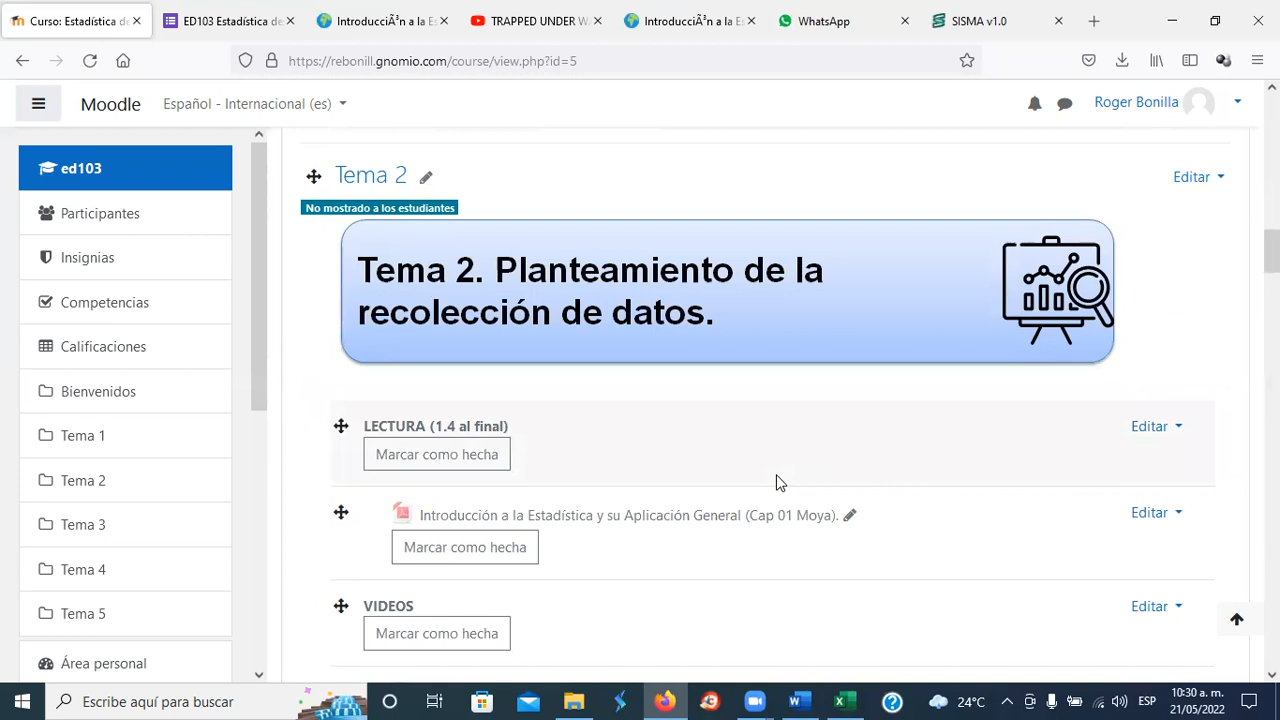 Curso: Estadística de
ED103 Estadística de
IntroducciÃ³n a la Es
TRAPPED UNDER W
IntroducciÃ³n a la Es
WhatsApp
SISMA v1.0
https://rebonill.gnomio.com/course/view.php?id=5
Moodle
Español - Internacional (es)
Roger Bonilla
ed103
Participantes
Insignias
Competencias
Calificaciones
Bienvenidos
Tema 1
Tema 2
Tema 3
Tema 4
Tema 5
Área personal
Tema 2
Editar
No mostrado a los estudiantes
Tema 2. Planteamiento de la
recolección de datos.
LECTURA (1.4 al final)
Editar
Marcar como hecha
Introducción a la Estadística y su Aplicación General (Cap 01 Moya).
Editar
Marcar como hecha
VIDEOS
Editar
Marcar como hecha
Escribe aquí para buscar
24°C
ESP
10:30 a. m.
21/05/2022